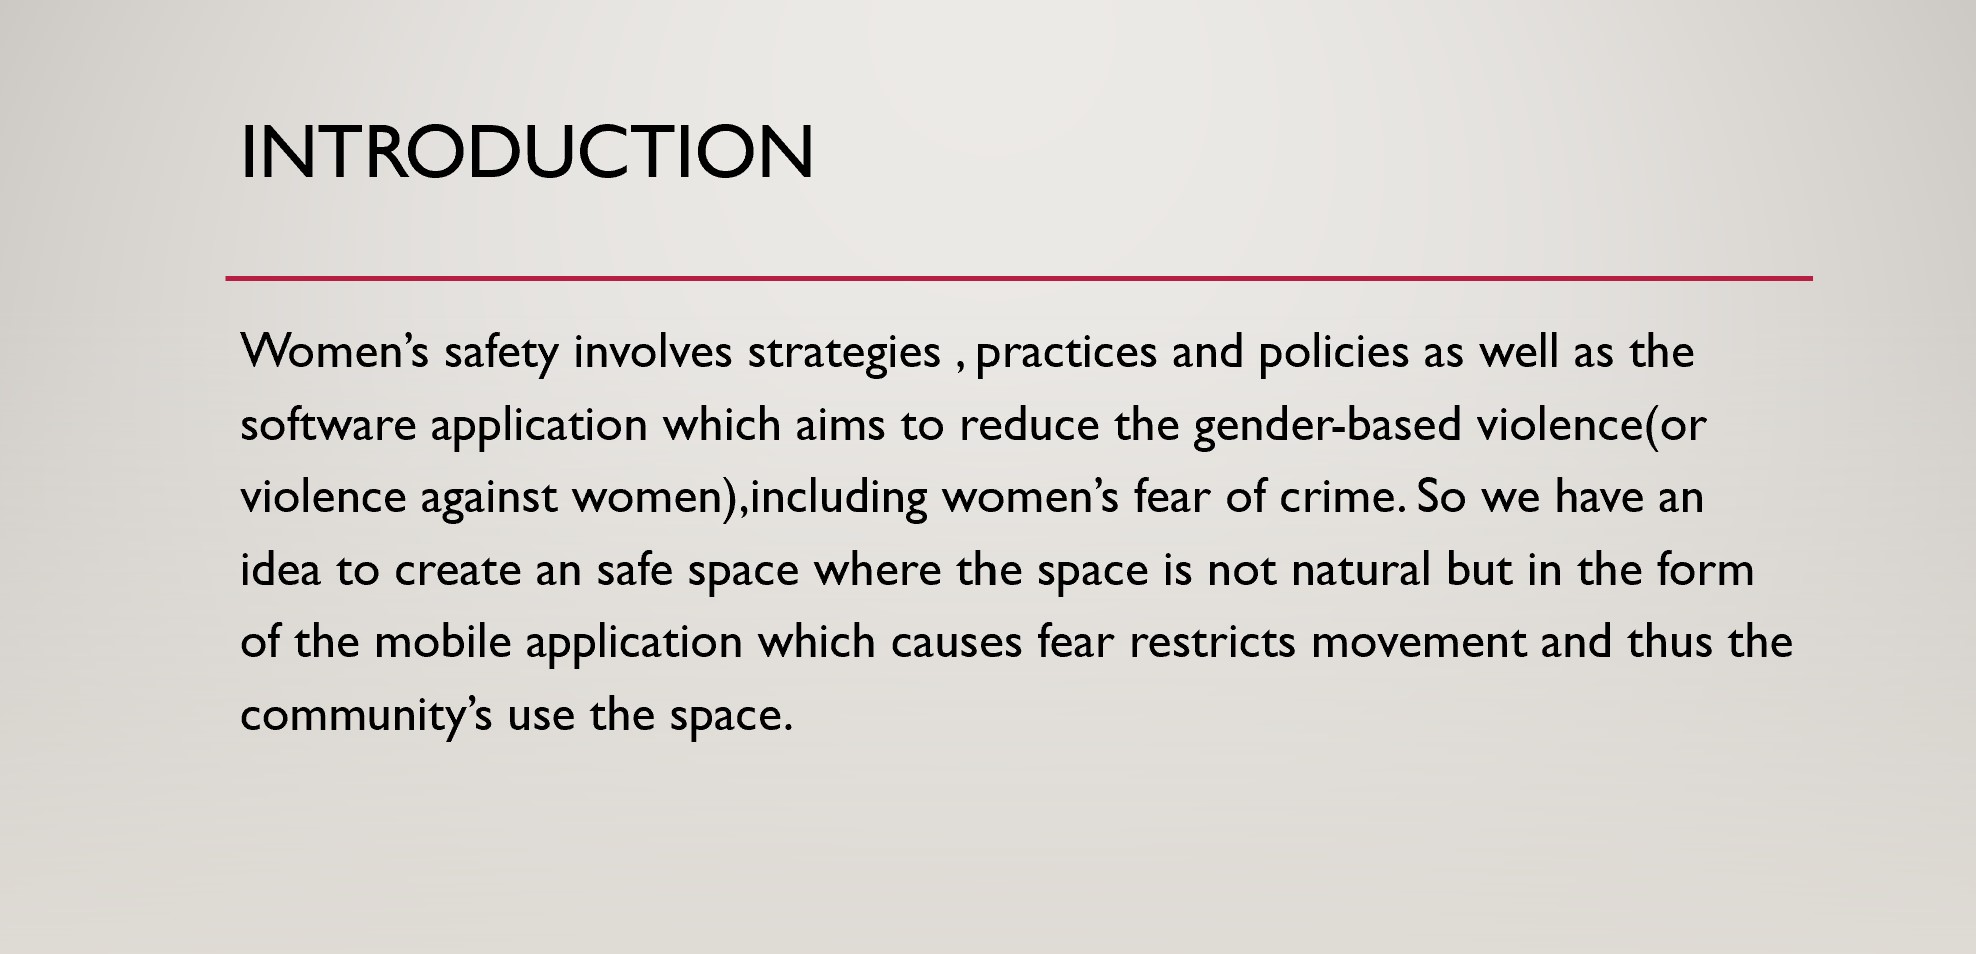 INTRODUCTION
Women’s safety involves strategies , practices and policies as well as the
software application which aims to reduce the gender-based violence(or
violence against women),including women’s fear of crime. So we have an
idea to create an safe space where the space is not natural but in the form
of the mobile application which causes fear restricts movement and thus the
community’s use the space.